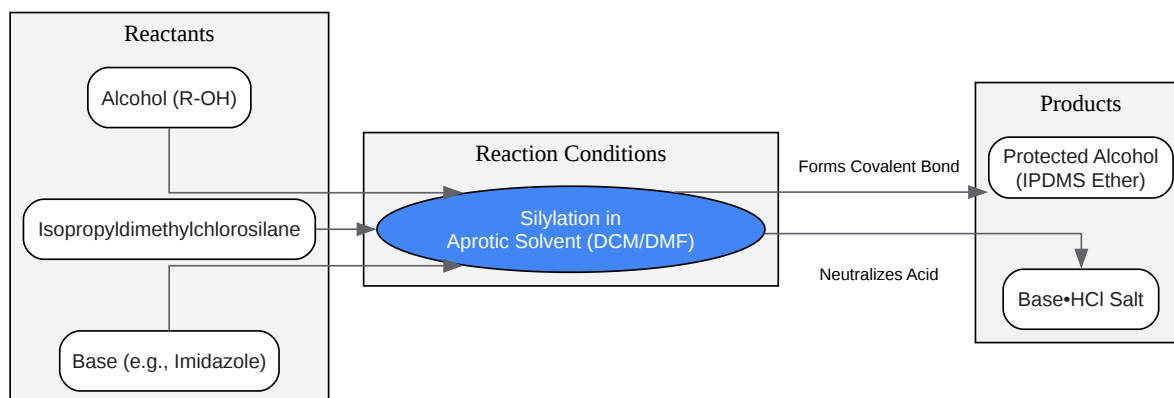 Reactants
Alcohol (R-OH)
Isopropyldimethylchlorosilane
Base (e.g., Imidazole)
Reaction Conditions
Silylation in
Aprotic Solvent (DCM/DMF)
Forms Covalent Bond
Neutralizes Acid
Products
Protected Alcohol
(IPDMS Ether)
Base•HCl Salt